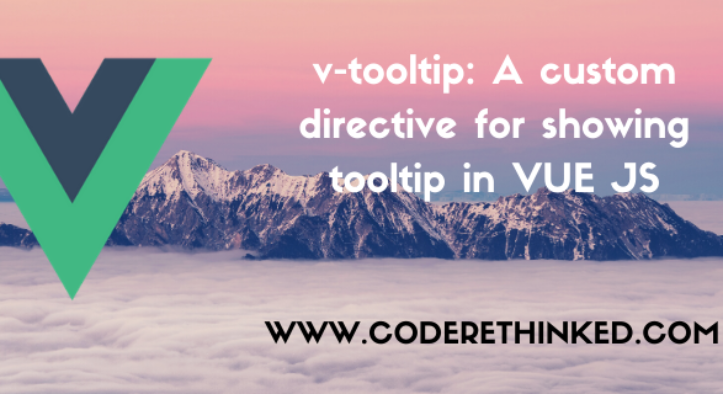 v-tooltip: A custom
directive for showing
tooltip in VUE JS
WWW.CODERETHINKED.COM